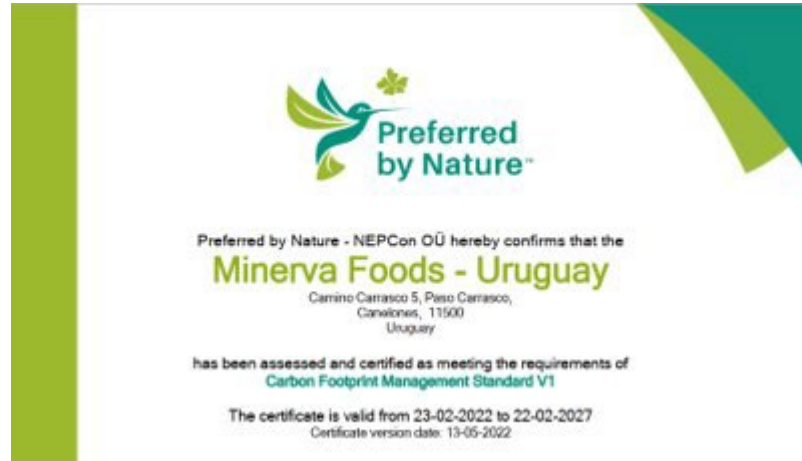 Preferred
by Nature™
Preferred by Nature - NEPCon OÜ hereby confirms that the
Minerva Foods - Uruguay
Camino Carrasco 5, Paso Carrasco,
Canelones, 11500
Uruguay
has been assessed and certified as meeting the requirements of
Carbon Footprint Management Standard V1
The certificate is valid from 23-02-2022 to 22-02-2027
Certificate version date: 13-05-2022